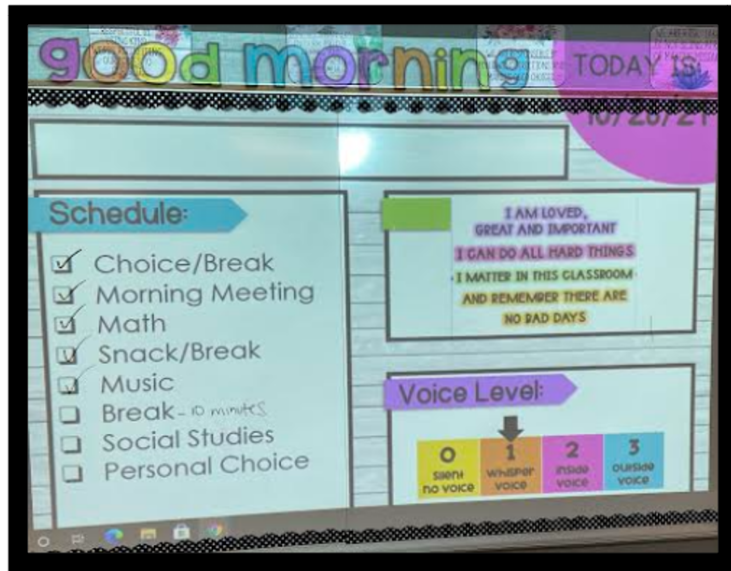 good morning
TODAY IS:
10/26/21
Schedule:
Choice/Break
Morning Meeting
Math
Snack/Break
Music
Break - 10 minutes
Social Studies
Personal Choice
I AM LOVED,
GREAT AND IMPORTANT
I CAN DO ALL HARD THINGS
I MATTER IN THIS CLASSROOM
AND REMEMBER THERE ARE
NO BAD DAYS
Voice Level:
0
silent
no voice
1
whisper
voice
2
inside
voice
3
outside
voice